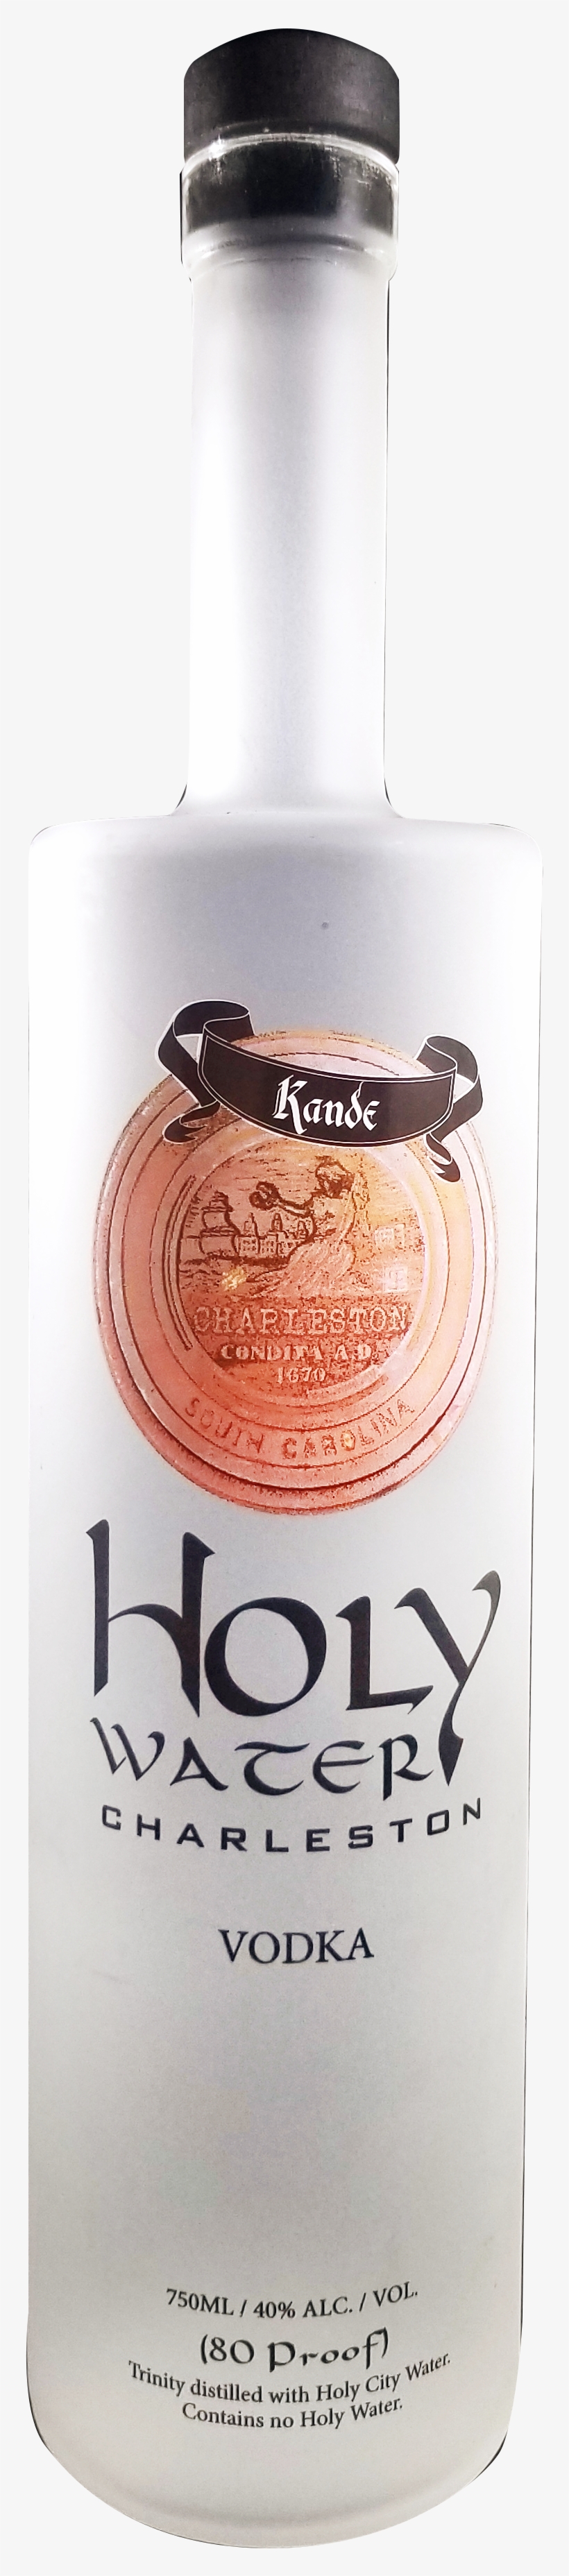 Kande
CHARLESTON
CONDITA A.D.
1670
SOUTH CAROLINA
HOLY
WATER
CHARLESTON
VODKA
750ML / 40% ALC. / VOL.
(80 Proof)
Trinity distilled with Holy City Water.
Contains no Holy Water.